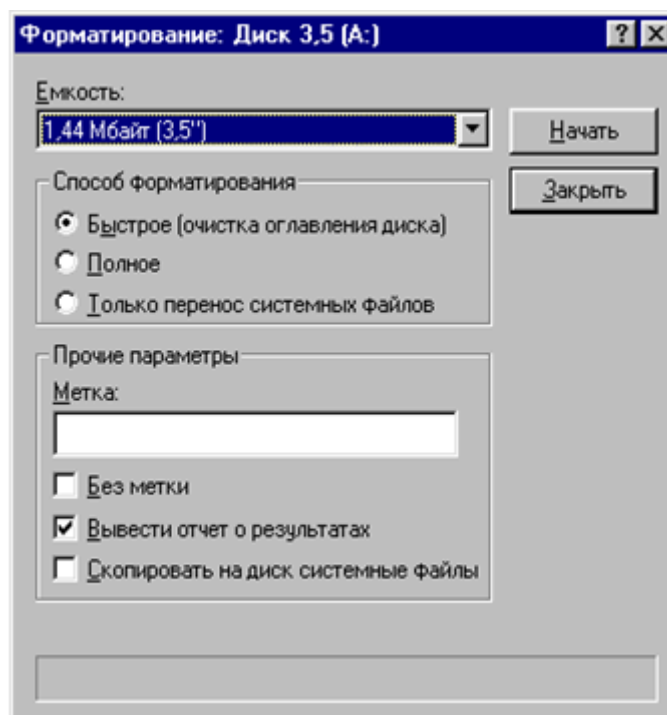 Форматирование: Диск 3,5 (A:)
Емкость:
1,44 Мбайт (3,5")
Начать
Способ форматирования
Закрыть
Быстрое (очистка оглавления диска)
Полное
Только перенос системных файлов
Прочие параметры
Метка:
Без метки
Вывести отчет о результатах
Скопировать на диск системные файлы